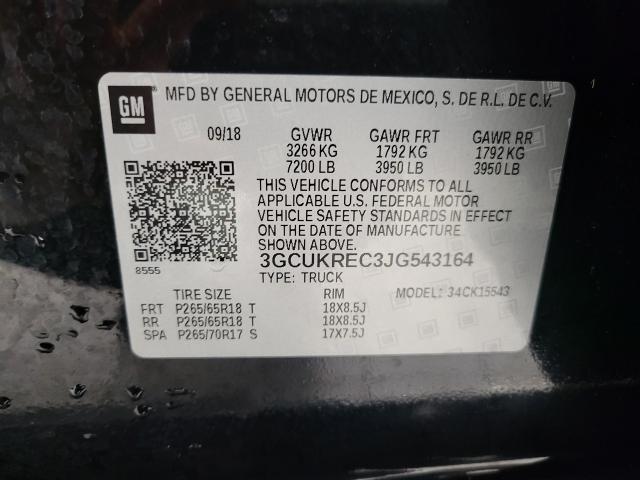 GM MFD BY GENERAL MOTORS DE MEXICO, S. DE R.L. DE C.V.
09/18 GVWR GAWR FRT GAWR RR
3266 KG 1792 KG 1792 KG
7200 LB 3950 LB 3950 LB
THIS VEHICLE CONFORMS TO ALL
APPLICABLE U.S. FEDERAL MOTOR
VEHICLE SAFETY STANDARDS IN EFFECT
ON THE DATE OF MANUFACTURE
SHOWN ABOVE.
3GCUKREC3JG543164
8555
TYPE: TRUCK
TIRE SIZE RIM MODEL: 34CK15543
FRT P265/65R18 T 18X8.5J
RR P265/65R18 T 18X8.5J
SPA P265/70R17 S 17X7.5J